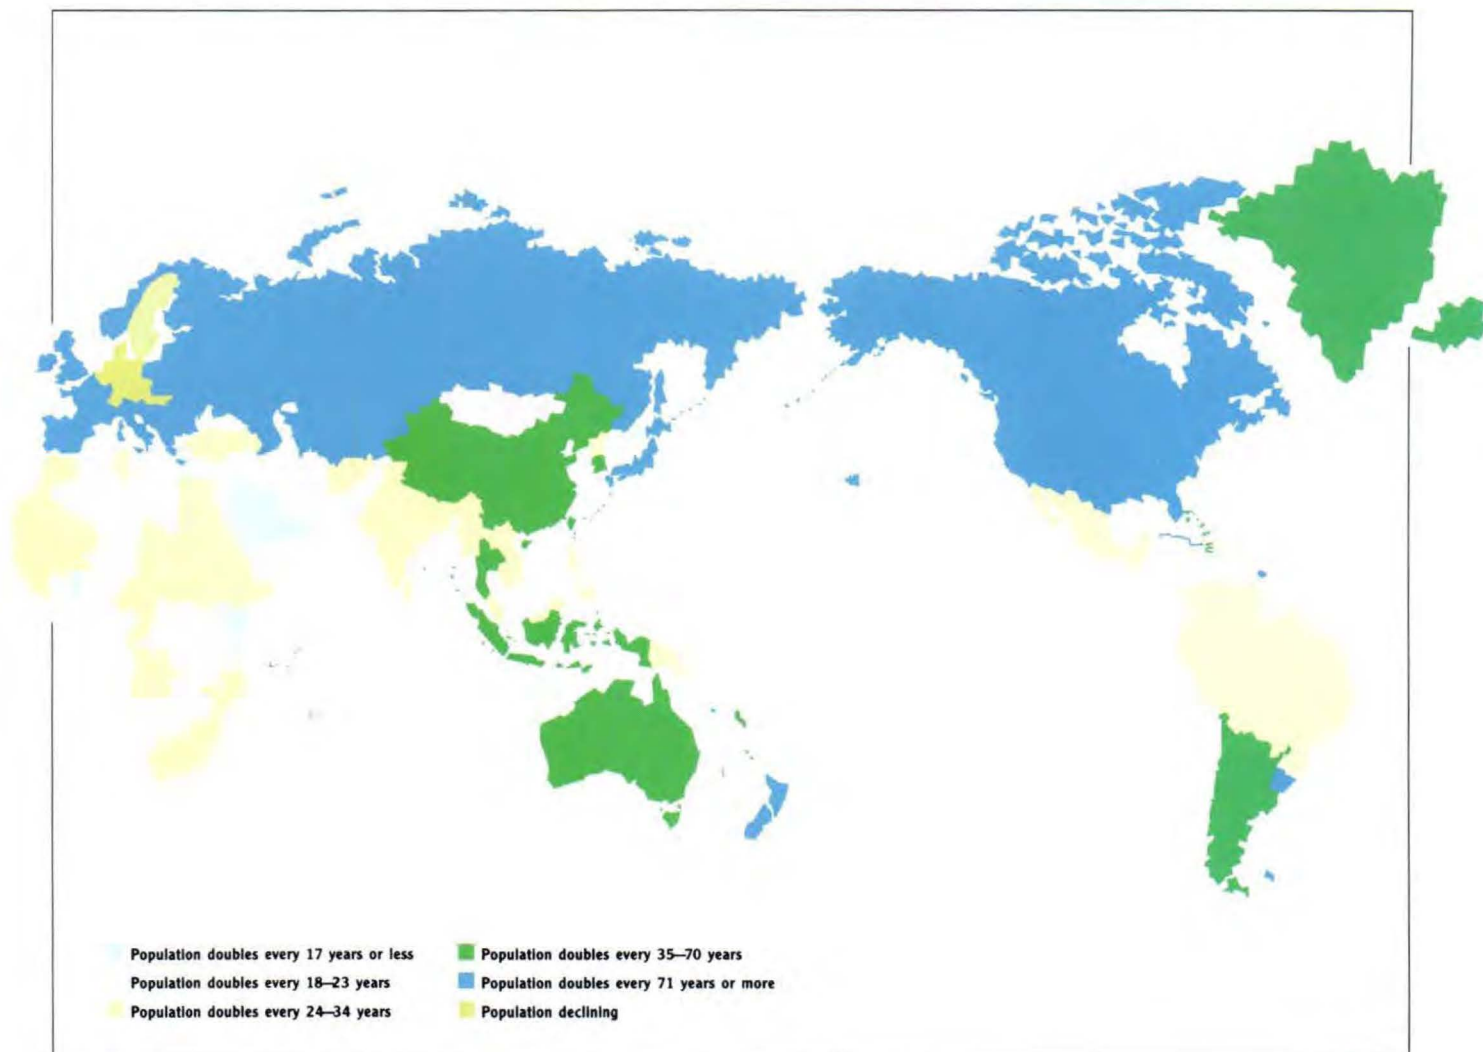 Population doubles every 17 years or less
Population doubles every 18–23 years
Population doubles every 24–34 years
Population doubles every 35–70 years
Population doubles every 71 years or more
Population declining